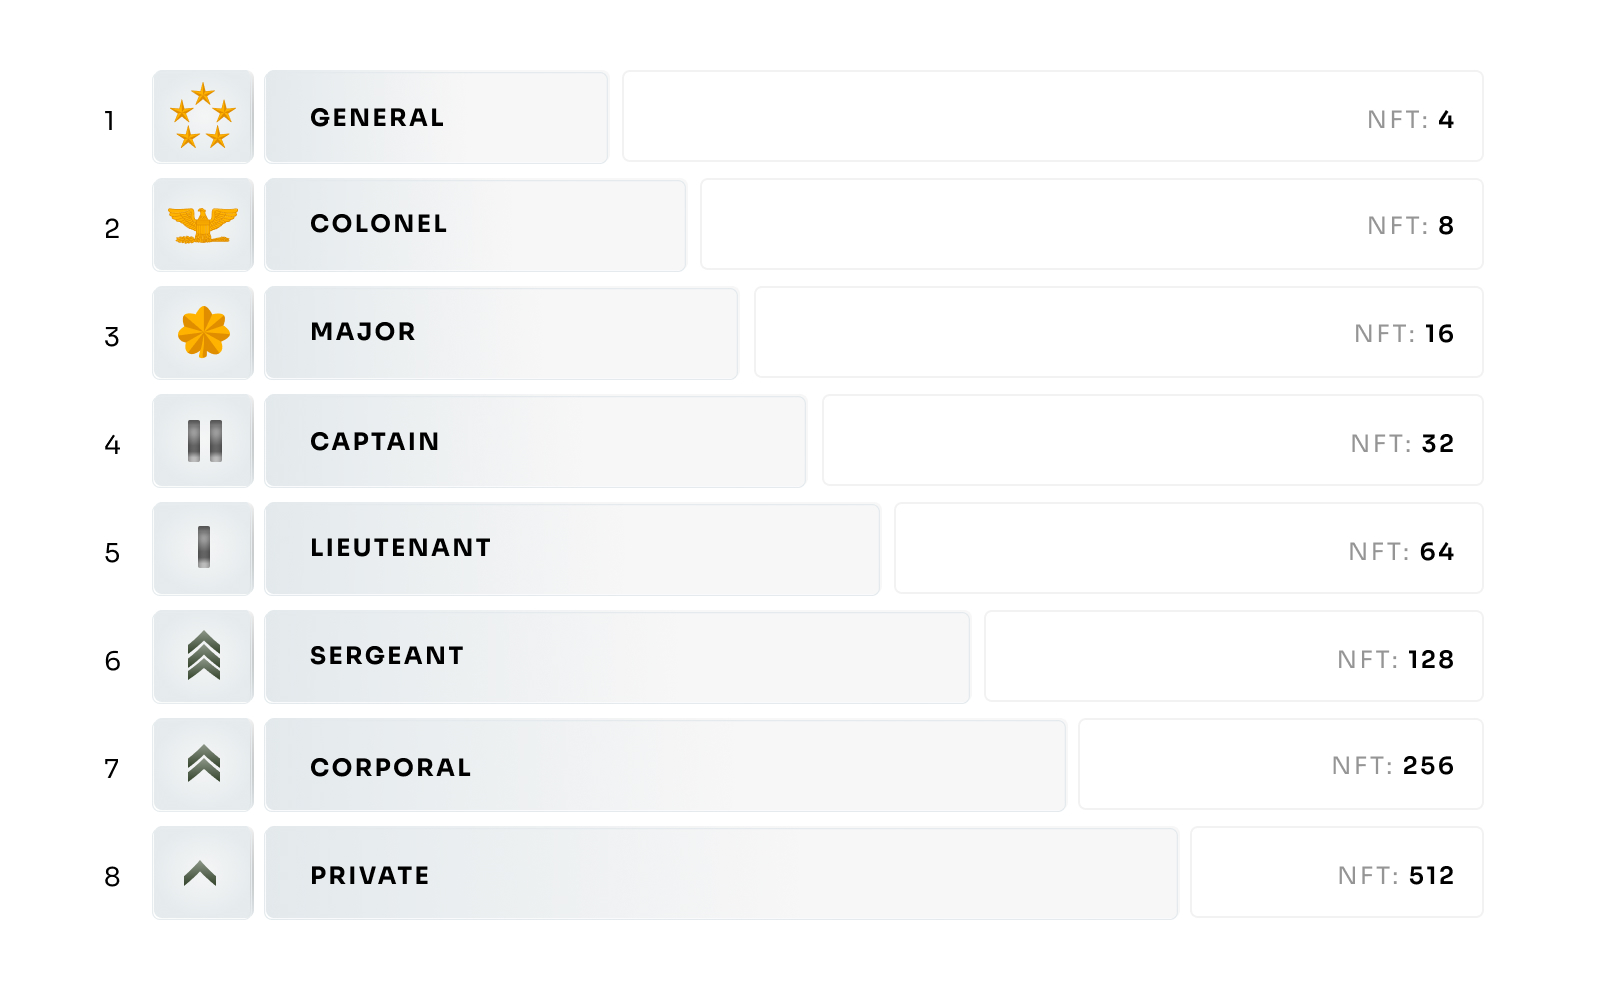 1 GENERAL NFT: 4
2 COLONEL NFT: 8
3 MAJOR NFT: 16
4 CAPTAIN NFT: 32
5 LIEUTENANT NFT: 64
6 SERGEANT NFT: 128
7 CORPORAL NFT: 256
8 PRIVATE NFT: 512